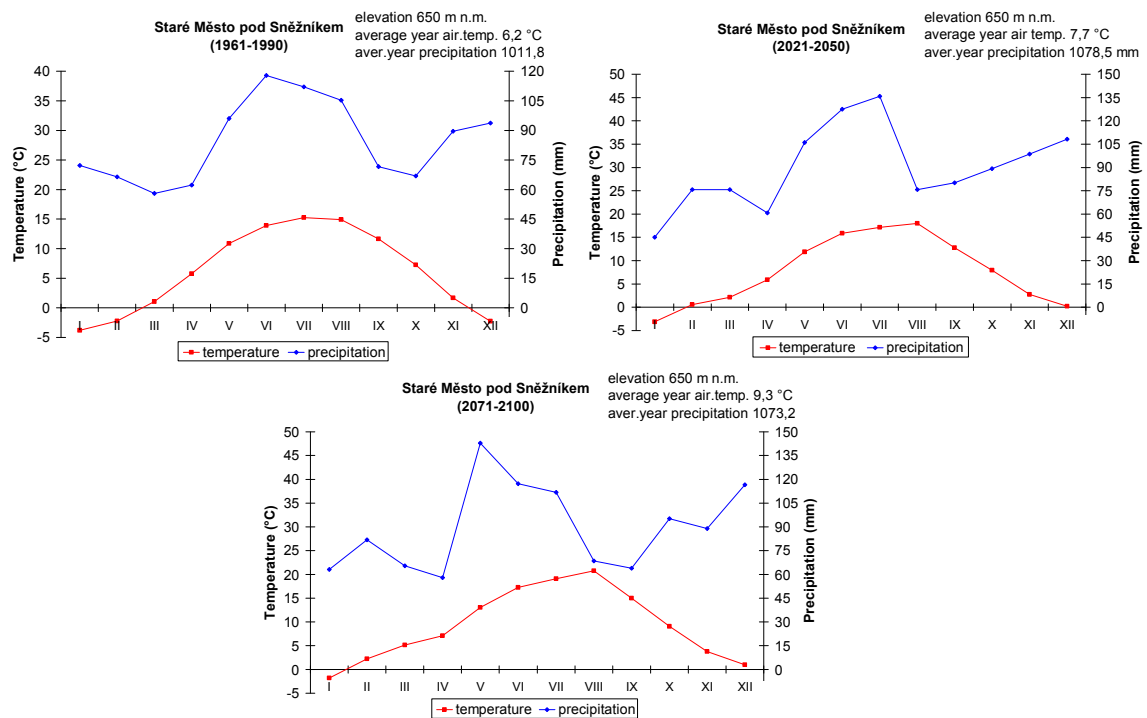 Staré Město pod Sněžníkem
(1961-1990)
elevation 650 m n.m.
average year air.temp. 6,2 °C
aver.year precipitation 1011,8
Temperature (°C)
40
35
30
25
20
15
10
5
0
-5
Precipitation (mm)
120
105
90
75
60
45
30
15
0
I II III IV V VI VII VIII IX X XI XII
temperature precipitation
Staré Město pod Sněžníkem
(2021-2050)
elevation 650 m n.m.
average year air temp. 7,7 °C
aver.year precipitation 1078,5 mm
Temperature (°C)
50
45
40
35
30
25
20
15
10
5
0
-5
Precipitation (mm)
150
135
120
105
90
75
60
45
30
15
0
I II III IV V VI VII VIII IX X XI XII
temperature precipitation
Staré Město pod Sněžníkem
(2071-2100)
elevation 650 m n.m.
average year air.temp. 9,3 °C
aver.year precipitation 1073,2
Temperature (°C)
50
45
40
35
30
25
20
15
10
5
0
-5
Precipitation (mm)
150
135
120
105
90
75
60
45
30
15
0
I II III IV V VI VII VIII IX X XI XII
temperature precipitation